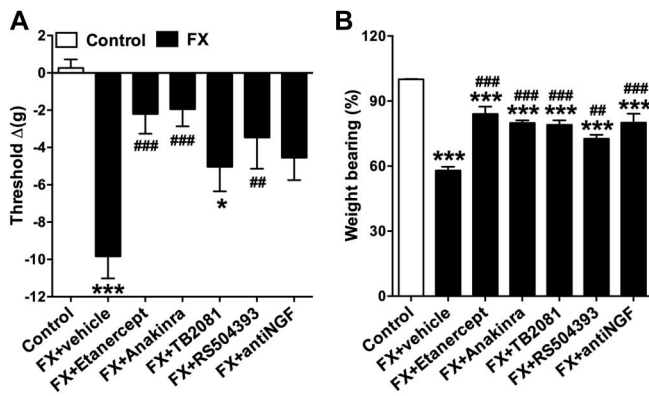 A
Control
FX
Threshold Δ(g)
2
0
-2
-4
-6
-8
-10
-12
***
###
###
*
##
Control
FX+vehicle
FX+Etanercept
FX+Anakinra
FX+TB2081
FX+RS504393
FX+antiNGF
B
Weight bearing (%)
120
90
60
30
0
***
###
***
###
***
###
***
##
***
###
***
Control
FX+vehicle
FX+Etanercept
FX+Anakinra
FX+TB2081
FX+RS504393
FX+antiNGF